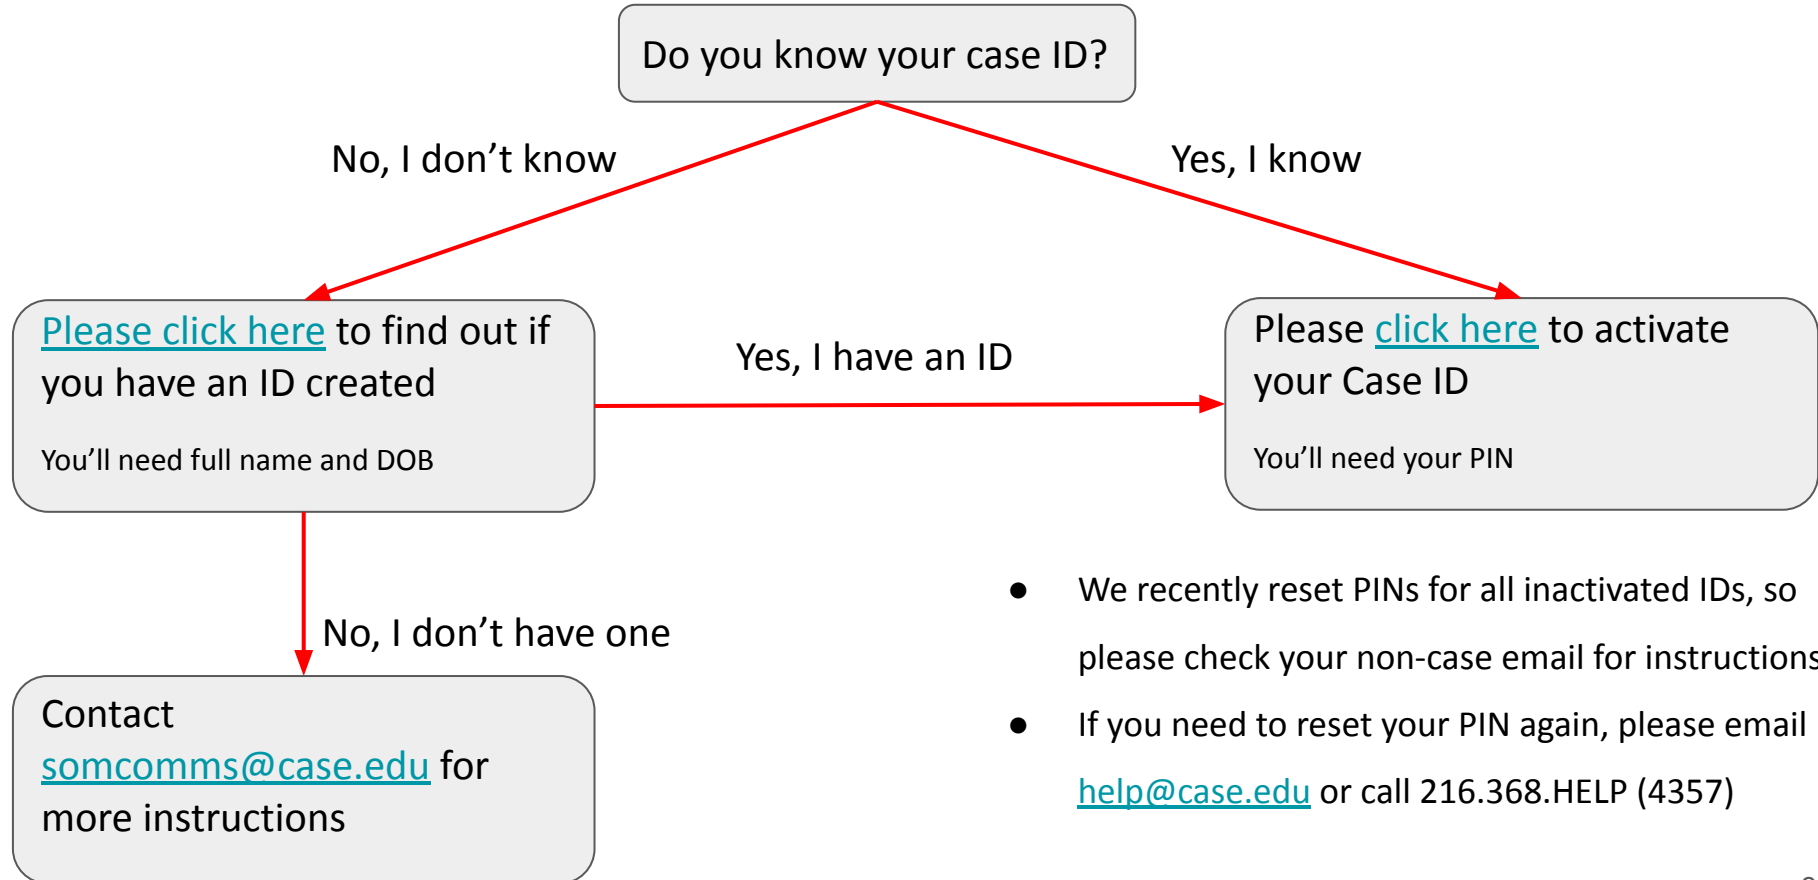 Do you know your case ID?
No, I don’t know
Yes, I know
Please click here to find out if
you have an ID created
You’ll need full name and DOB
Yes, I have an ID
Please click here to activate
your Case ID
You’ll need your PIN
No, I don’t have one
Contact
somcomms@case.edu for
more instructions
● We recently reset PINs for all inactivated IDs, so
please check your non-case email for instructions
● If you need to reset your PIN again, please email
help@case.edu or call 216.368.HELP (4357)